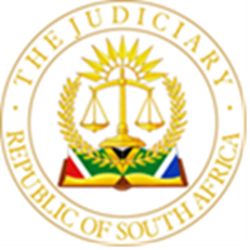 · THE JUDICIARY ·
REPUBLIC OF SOUTH AFRICA